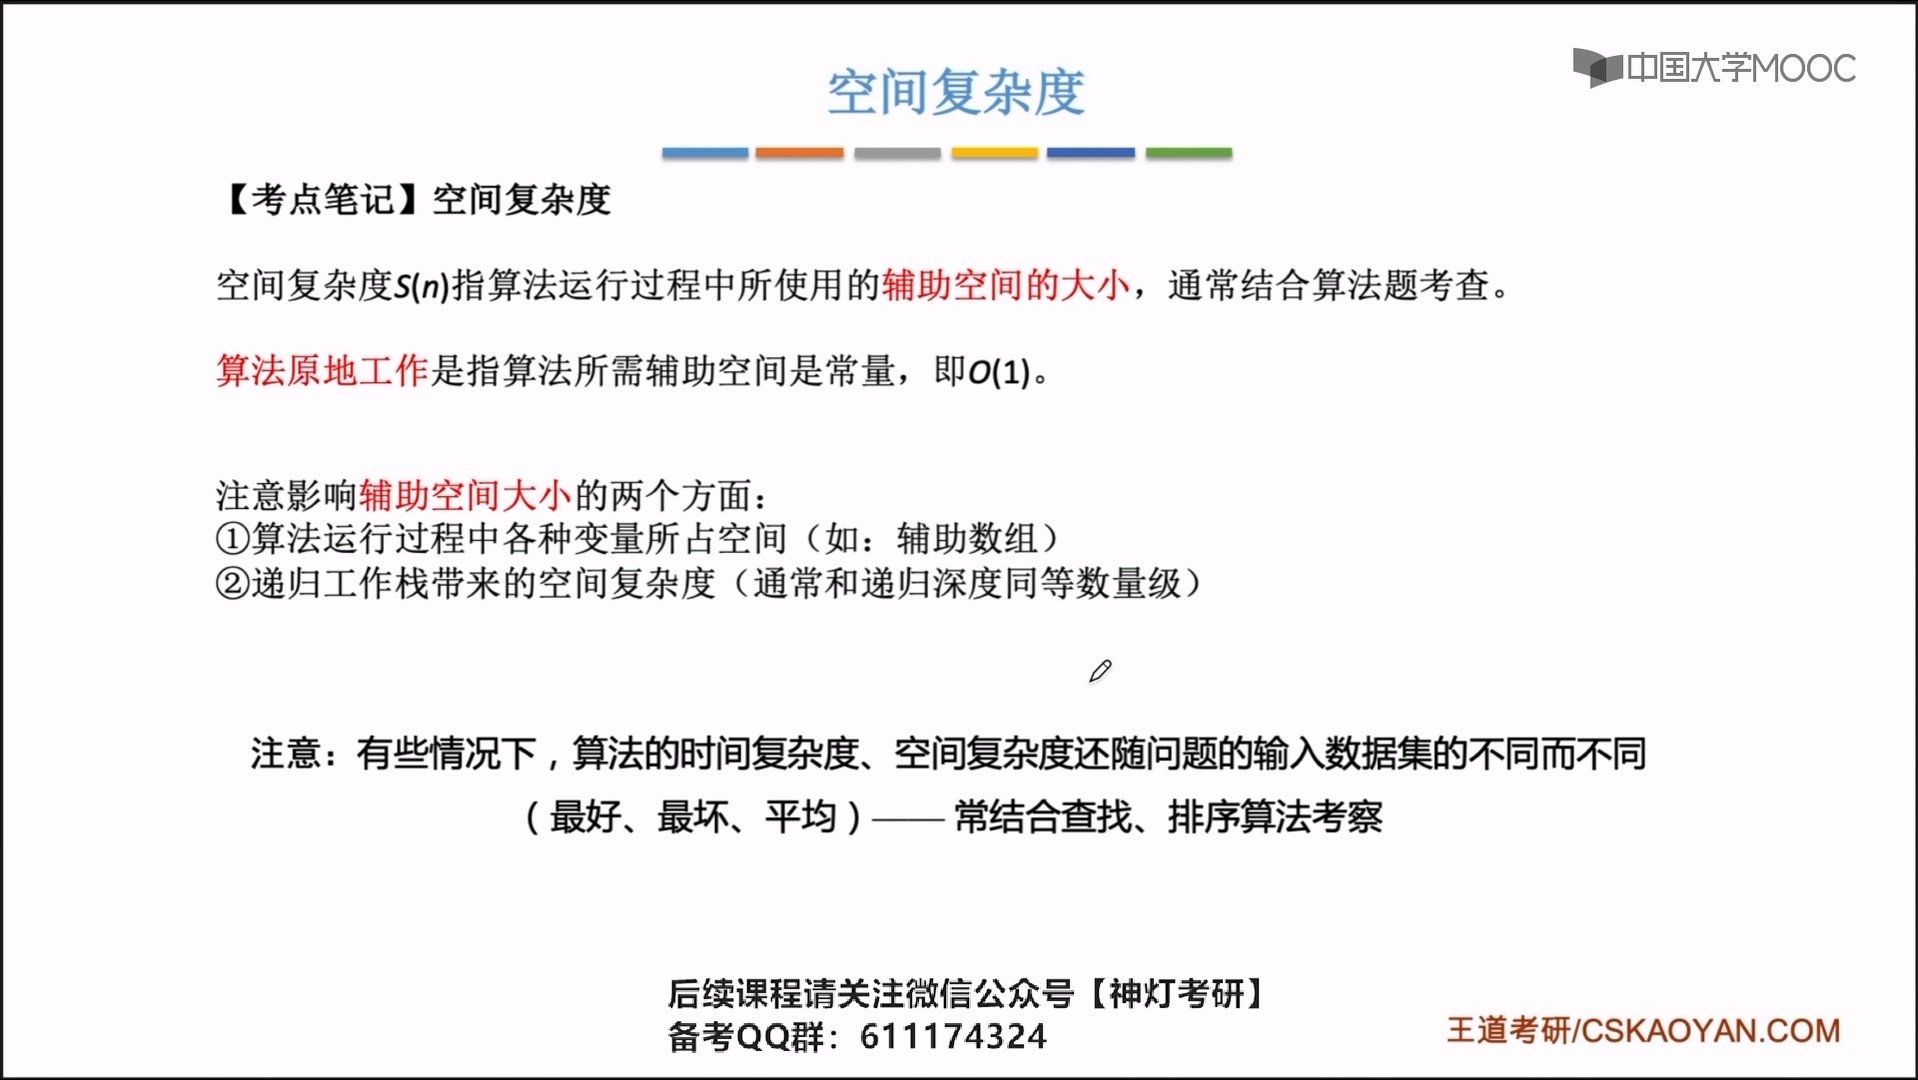 中国大学MOOC
空间复杂度
【考点笔记】空间复杂度
空间复杂度S(n)指算法运行过程中所使用的辅助空间的大小，通常结合算法题考查。
算法原地工作是指算法所需辅助空间是常量，即O(1)。
注意影响辅助空间大小的两个方面：
①算法运行过程中各种变量所占空间（如：辅助数组）
②递归工作栈带来的空间复杂度（通常和递归深度同等数量级）
注意：有些情况下，算法的时间复杂度、空间复杂度还随问题的输入数据集的不同而不同
（最好、最坏、平均）—— 常结合查找、排序算法考察
后续课程请关注微信公众号【神灯考研】
备考QQ群：611174324
王道考研/CSKAOYAN.COM